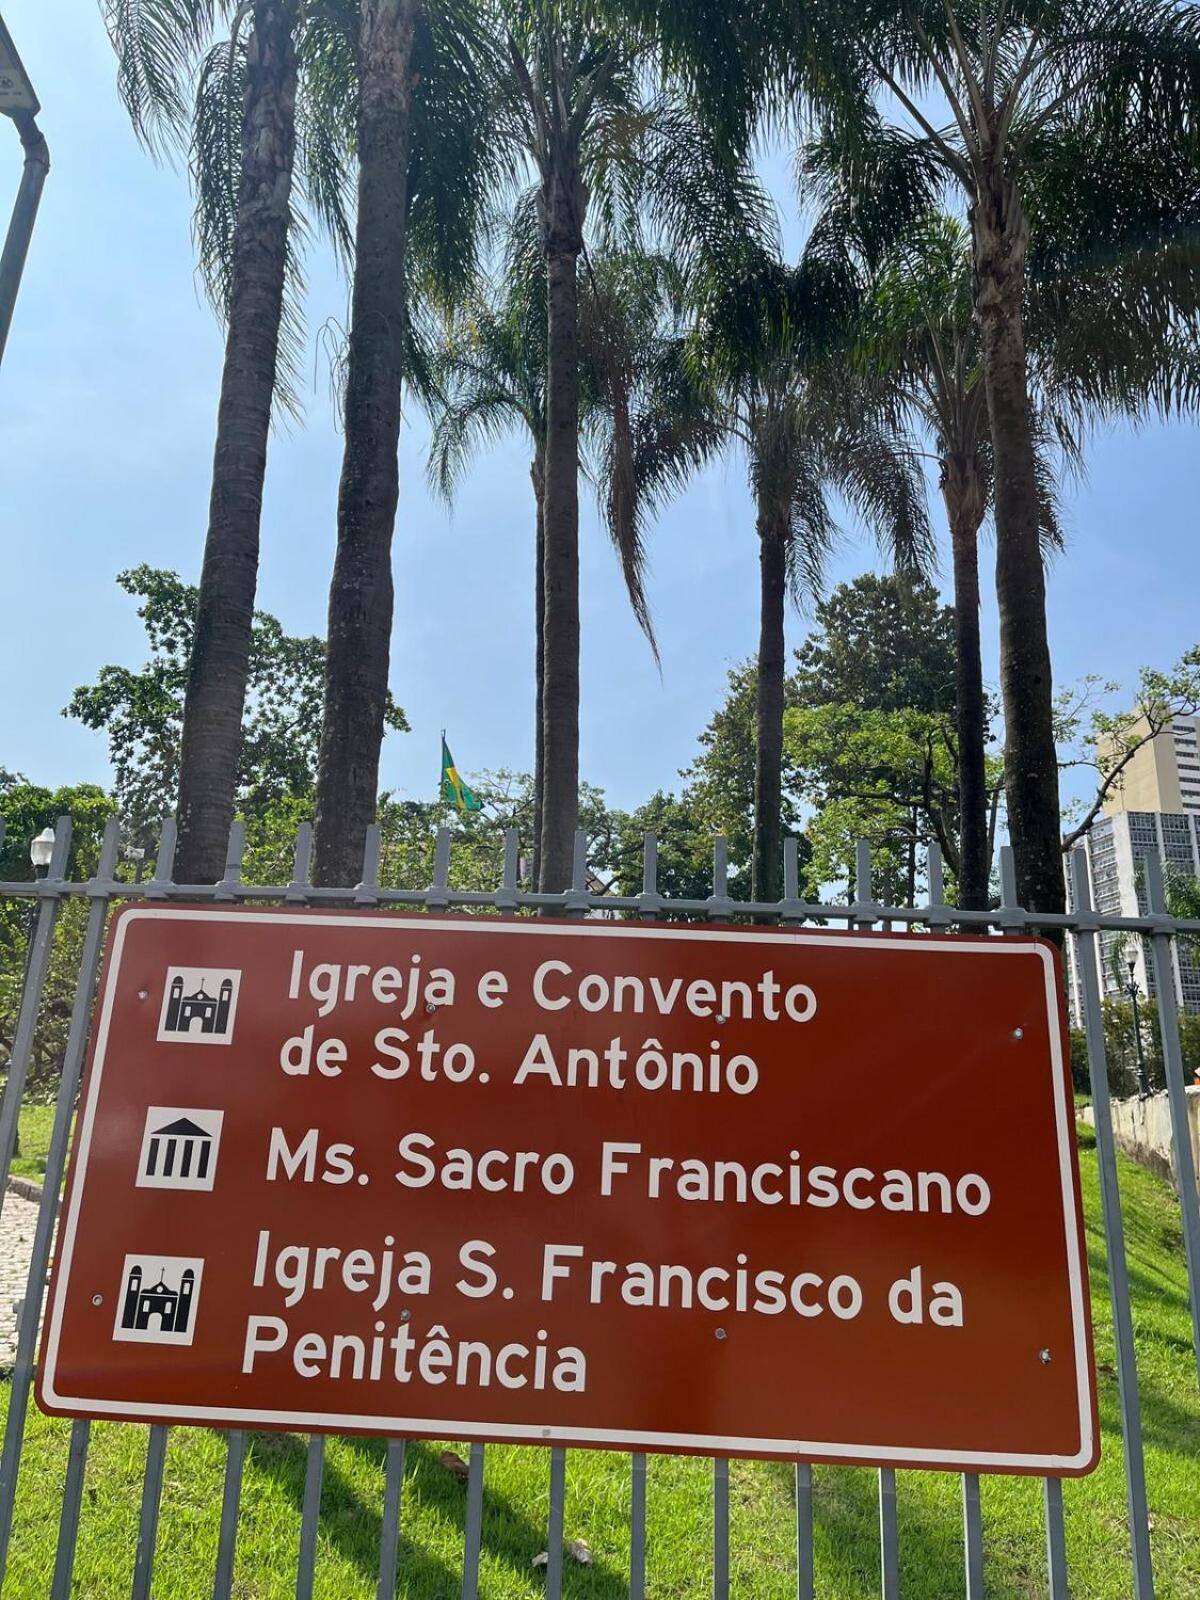 Igreja e Convento
de Sto. Antônio
Ms. Sacro Franciscano
Igreja S. Francisco da
Penitência